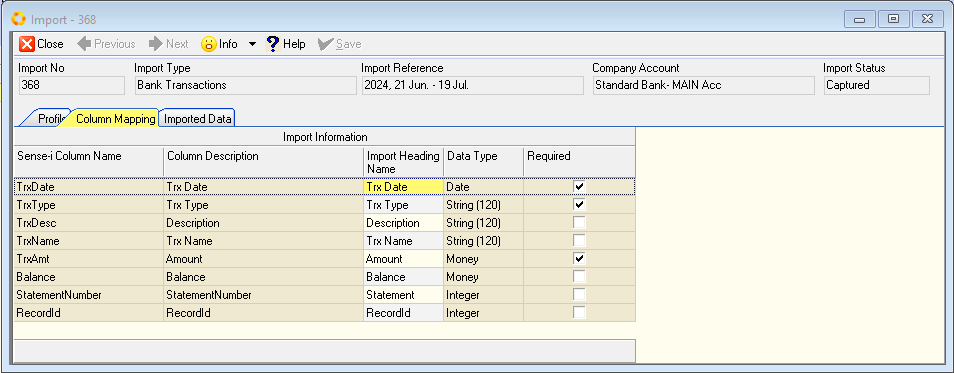 Import - 368
Close Previous Next Info Help Save
Import No Import Type Import Reference Company Account Import Status
368 Bank Transactions 2024, 21 Jun. - 19 Jul. Standard Bank- MAIN Acc Captured
Profile Column Mapping Imported Data
Import Information
Sense-i Column Name Column Description Import Heading Name Data Type Required
TrxDate Trx Date Trx Date Date
TrxType Trx Type Trx Type String (120)
TrxDesc Description Description String (120)
TrxName Trx Name Trx Name String (120)
TrxAmt Amount Amount Money
Balance Balance Balance Money
StatementNumber StatementNumber Statement Integer
RecordId RecordId RecordId Integer